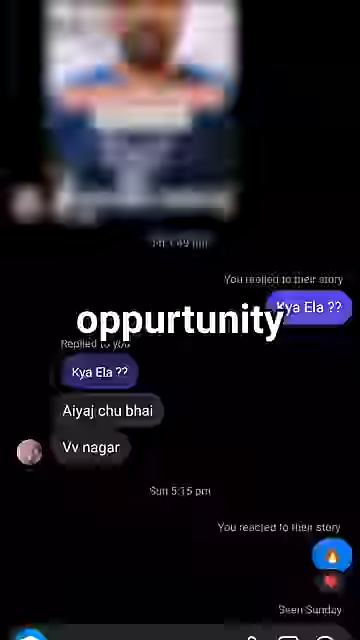 You replied to their story
Kya Ela ??
oppurtunity
Replied to you
Kya Ela ??
Aiyaj chu bhai
Vv nagar
Sun 5:15 pm
You reacted to their story
🔥
Seen Sunday